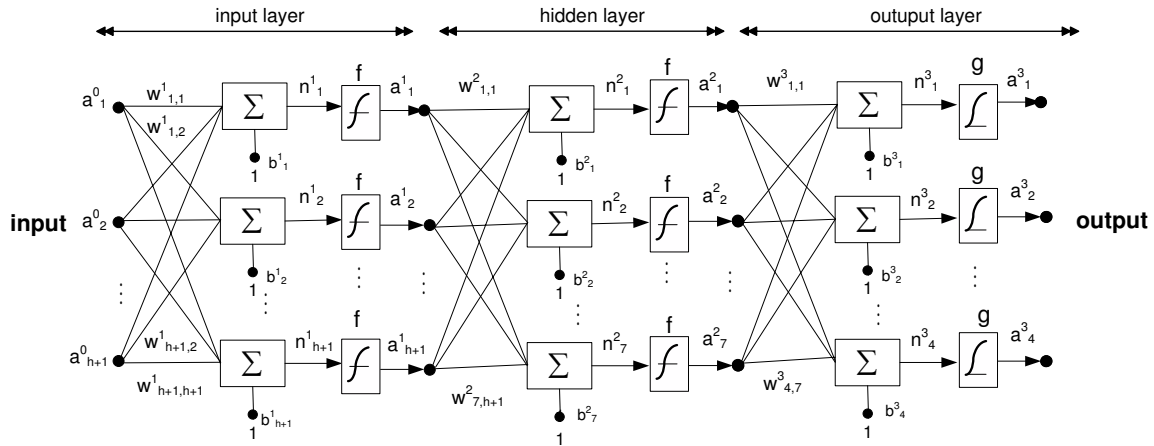 input layer hidden layer outuput layer
f f g
a⁰₁ w¹₁,₁ n¹₁ a¹₁ w²₁,₁ n²₁ a²₁ w³₁,₁ n³₁ a³₁
w¹₁,₂
Σ Σ Σ
b¹₁ b²₁ b³₁
1 1 1
f f g
input a⁰₂ n¹₂ a¹₂ n²₂ a²₂ n³₂ a³₂ output
Σ Σ Σ
b¹₂ b²₂ b³₂
1 1 1
f f g
a⁰ₕ₊₁ w¹ₕ₊₁,₂ n¹ₕ₊₁ a¹ₕ₊₁ n²₇ a²₇ n³₄ a³₄
Σ Σ Σ
w¹ₕ₊₁,ₕ₊₁ w²₇,ₕ₊₁ w³₄,₇
b¹ₕ₊₁ b²₇ b³₄
1 1 1